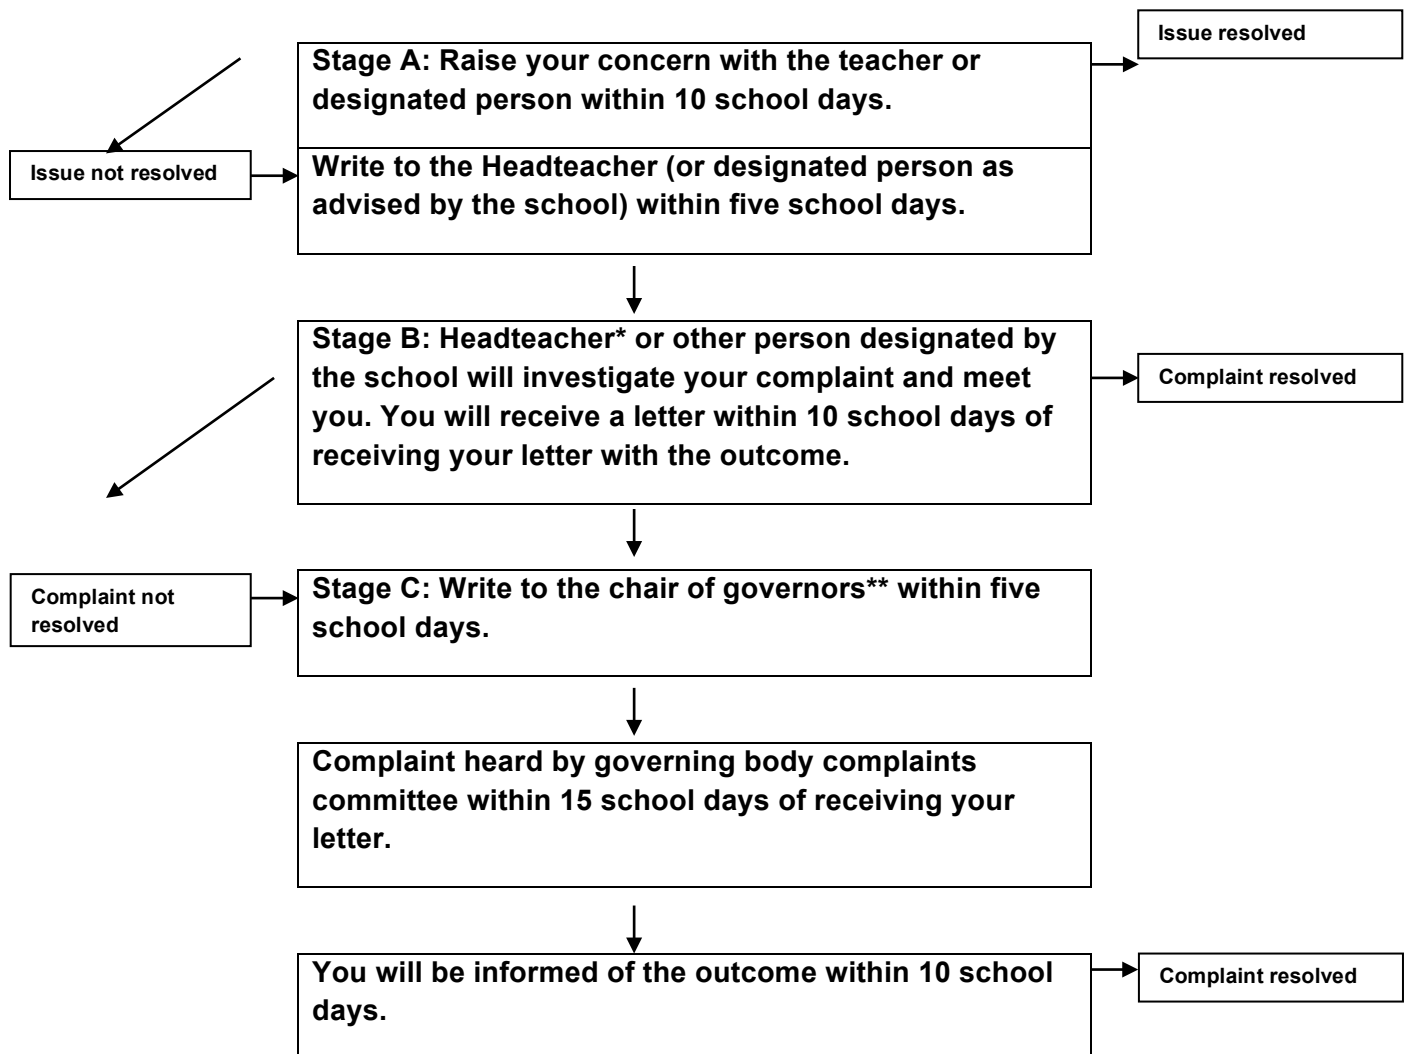 Issue resolved
Stage A: Raise your concern with the teacher or
designated person within 10 school days.
Issue not resolved
Write to the Headteacher (or designated person as
advised by the school) within five school days.
Stage B: Headteacher* or other person designated by
the school will investigate your complaint and meet
you. You will receive a letter within 10 school days of
receiving your letter with the outcome.
Complaint resolved
Complaint not
resolved
Stage C: Write to the chair of governors** within five
school days.
Complaint heard by governing body complaints
committee within 15 school days of receiving your
letter.
You will be informed of the outcome within 10 school
days.
Complaint resolved